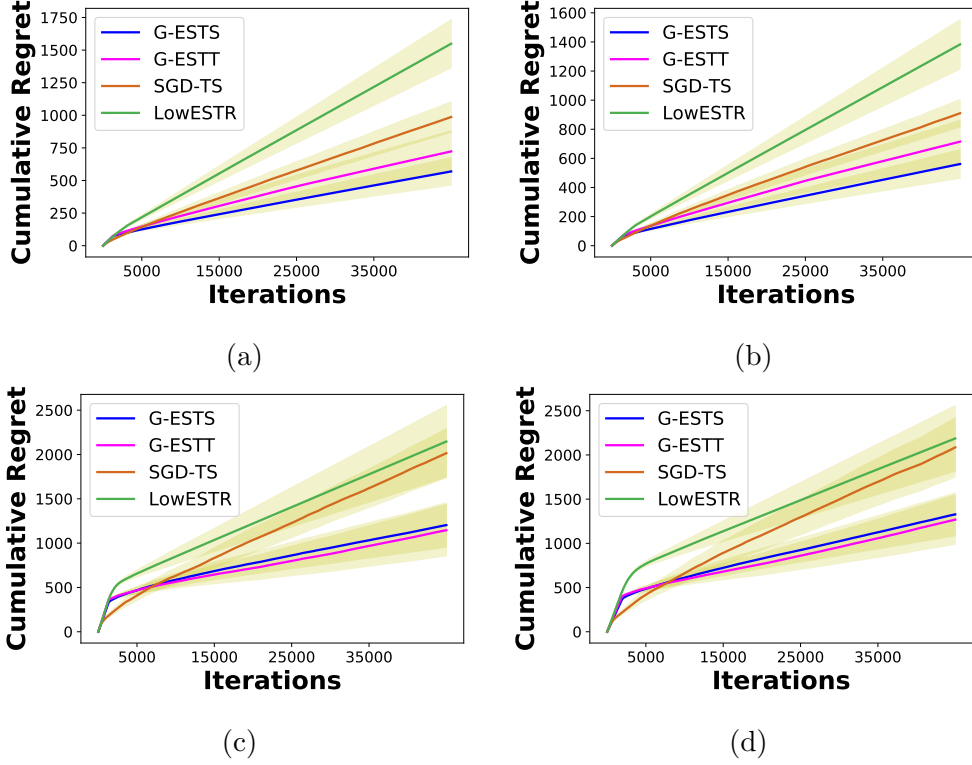 Cumulative Regret
1750
1500
1250
1000
750
500
250
0
G-ESTS
G-ESTT
SGD-TS
LowESTR
5000 15000 25000 35000
Iterations
(a)
Cumulative Regret
1600
1400
1200
1000
800
600
400
200
0
G-ESTS
G-ESTT
SGD-TS
LowESTR
5000 15000 25000 35000
Iterations
(b)
Cumulative Regret
2500
2000
1500
1000
500
0
G-ESTS
G-ESTT
SGD-TS
LowESTR
5000 15000 25000 35000
Iterations
(c)
Cumulative Regret
2500
2000
1500
1000
500
0
G-ESTS
G-ESTT
SGD-TS
LowESTR
5000 15000 25000 35000
Iterations
(d)